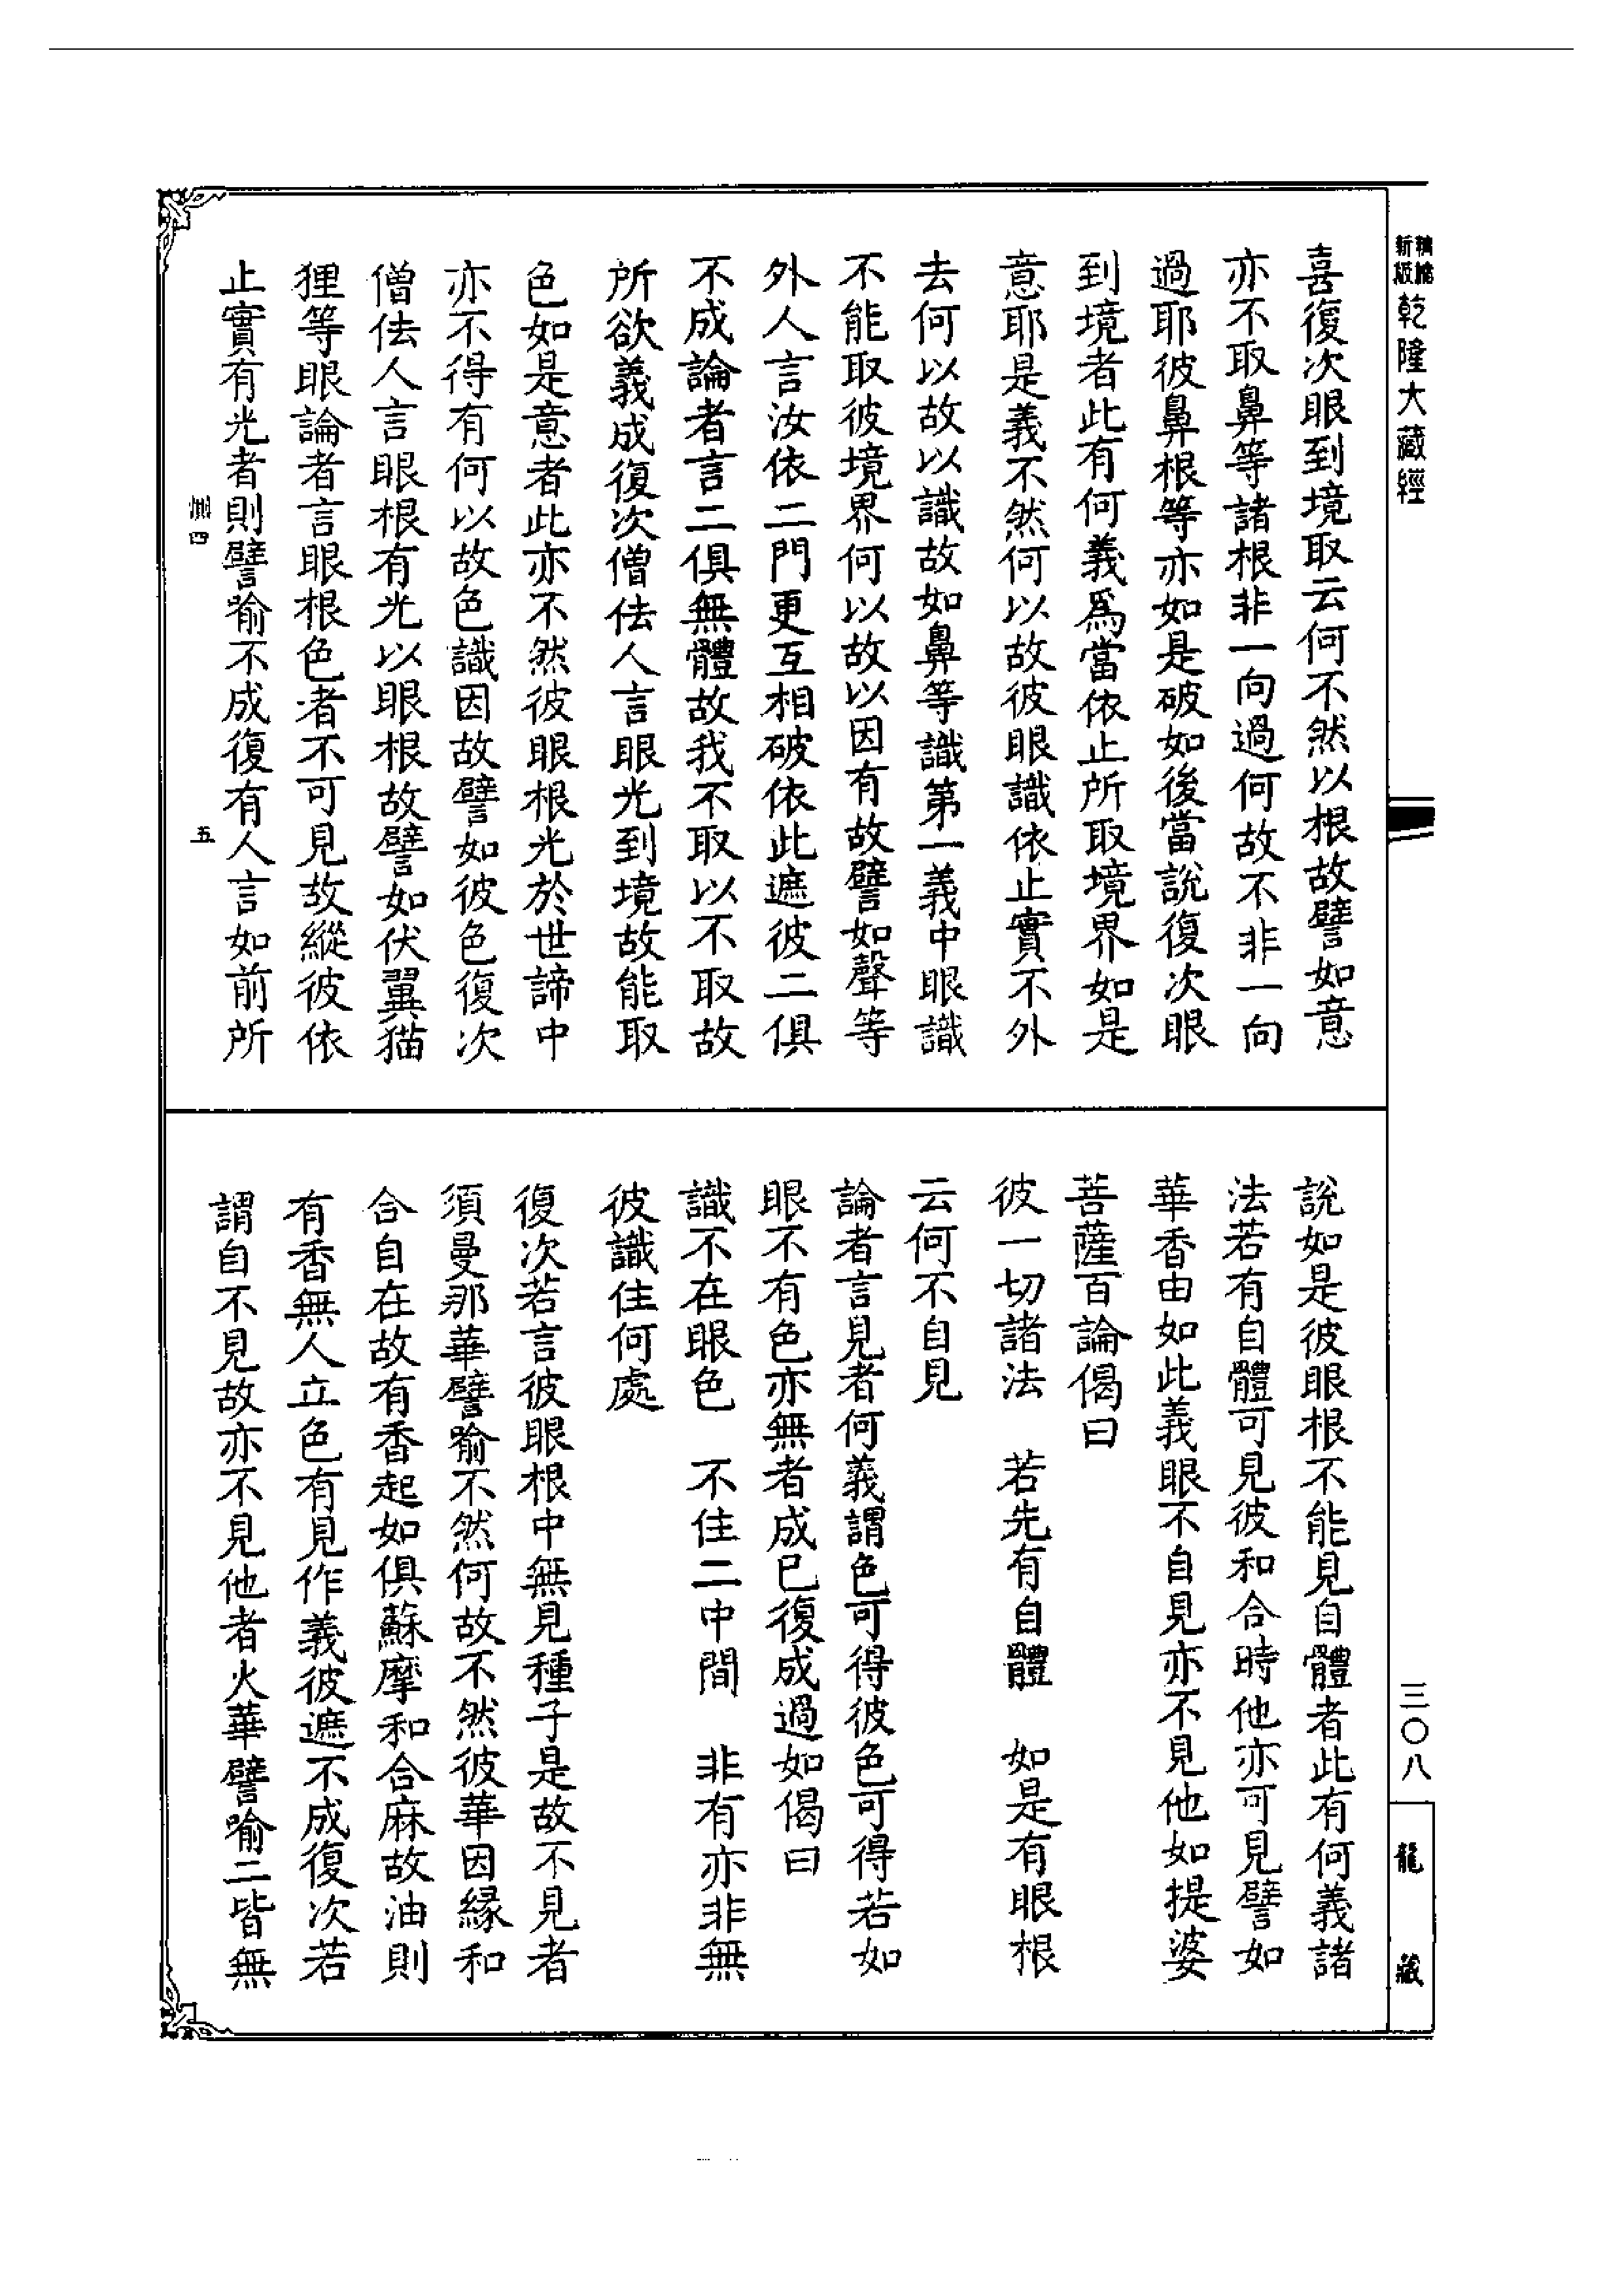 乾隆大藏經
喜復次眼到境取云何不然以根故譬如意
亦不取鼻等諸根非一向過何故不非一向
過耶彼鼻根等亦如是破如後當說復次眼
到境者此有何義爲當依止所取境界如是
意耶是義不然何以故彼眼識依止實不外
去何以故以識故如鼻等識第一義中眼識
不能取彼境界何以故以因有故譬如聲等
外人言汝依二門更互相破依此遮彼二俱
不成論者言二俱無體故我不取以不取故
所欲義成復次僧佉人言眼光到境故能取
色如是意者此亦不然彼眼根光於世諦中
亦不得有何以故色識因故譬如彼色復次
僧佉人言眼根有光以眼根故譬如伏翼猫
狸等眼論者言眼根色者不可見故縱彼依
止實有光者則譬喻不成復有人言如前所
四
五
說如是彼眼根不能見自體者此有何義諸
法若有自體可見彼和合時他亦可見譬如
華香由如此義眼不自見亦不見他如提婆
菩薩百論偈曰
彼一切諸法　若先有自體　如是有眼根
云何不自見
論者言見者何義謂色可得彼色可得若如
眼不有色亦無者成已復成過如偈曰
識不在眼色　不住二中間　非有亦非無
彼識住何處
復次若言彼眼根中無見種子是故不見者
須曼那華譬喻不然何故不然彼華因緣和
合自在故有香起如俱蘇摩和合麻故油則
有香無人立色有見作義彼遮不成復次若
謂自不見故亦不見他者火華譬喻二皆無
三〇八
龍藏